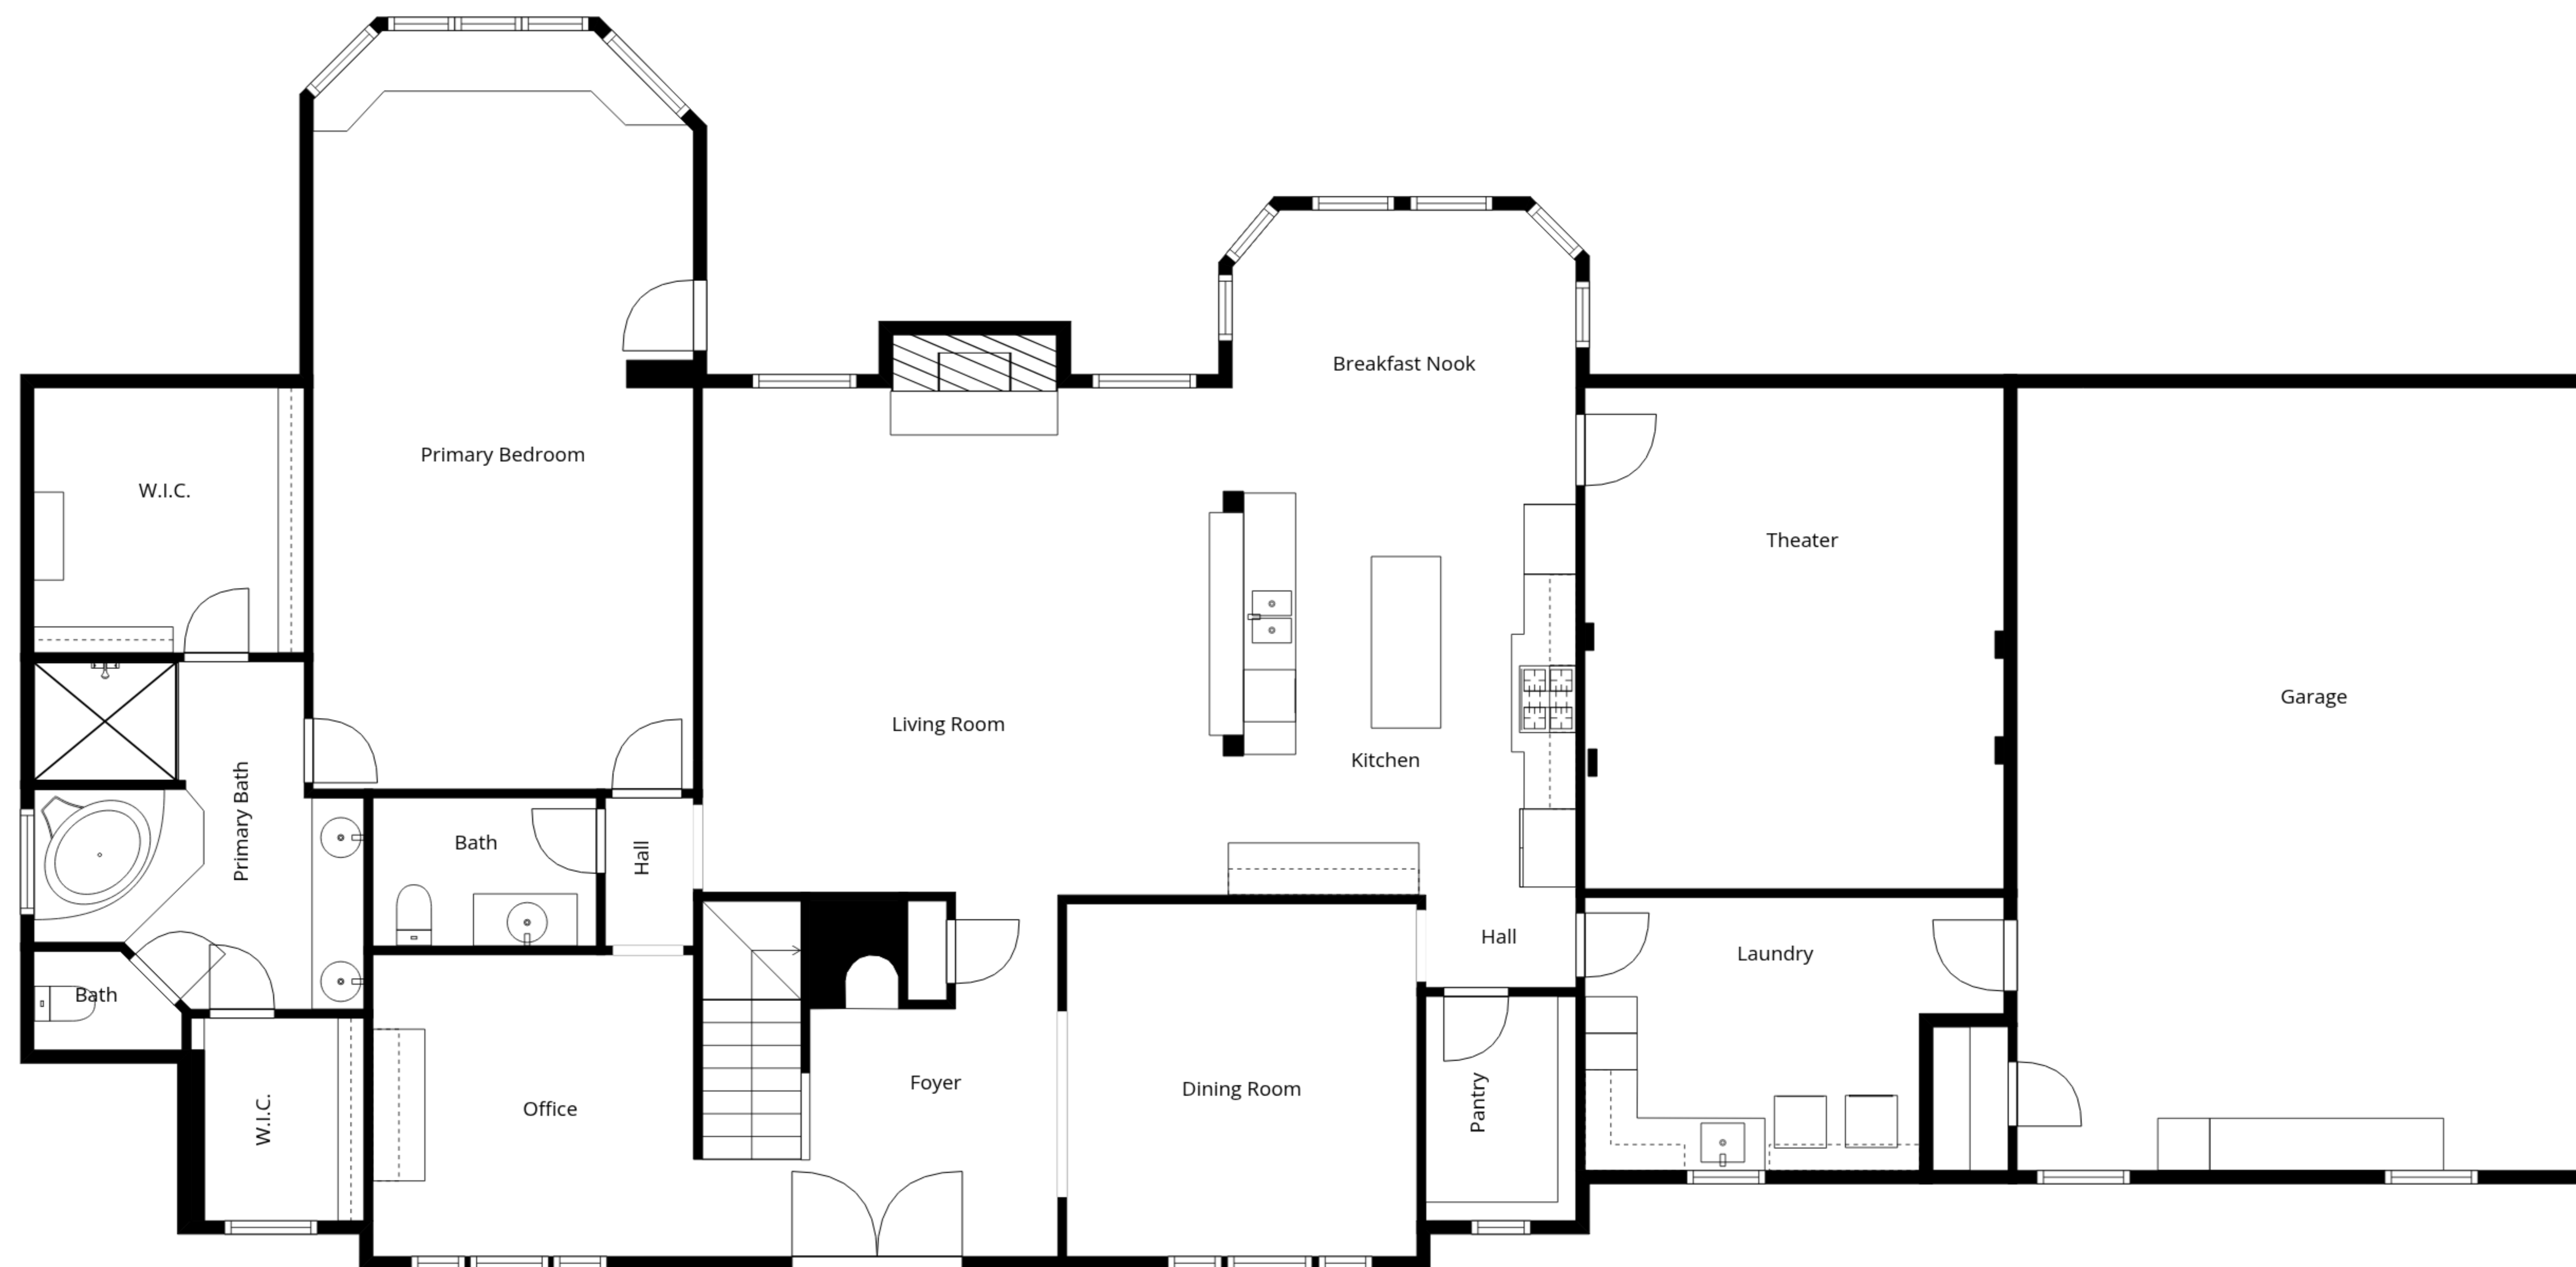 Breakfast Nook
Primary Bedroom
W.I.C.
Theater
Garage
Living Room
Kitchen
Primary Bath
Bath
Hall
Hall
Laundry
Bath
Foyer
Dining Room
Pantry
Office
W.I.C.